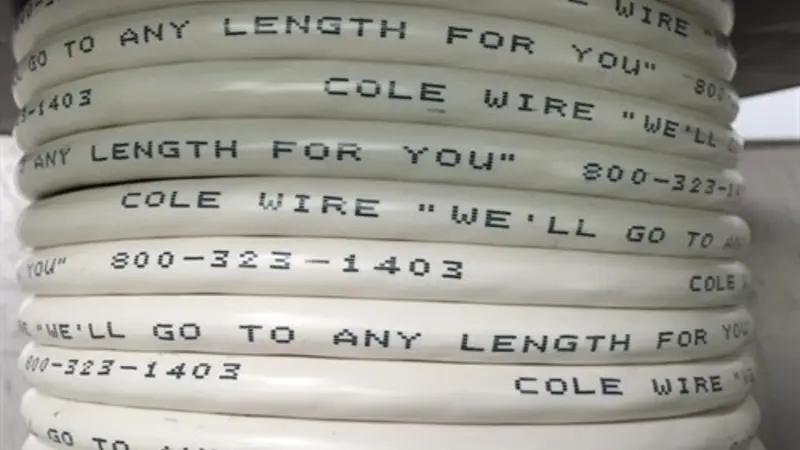 WIRE
GO TO ANY LENGTH FOR YOU" 800
1403 COLE WIRE "WE'LL
ANY LENGTH FOR YOU" 800-323-1
COLE WIRE "WE'LL GO TO
YOU" 800-323-1403 COLE
"WE'LL GO TO ANY LENGTH FOR YOU
800-323-1403 COLE WIRE
GO TO